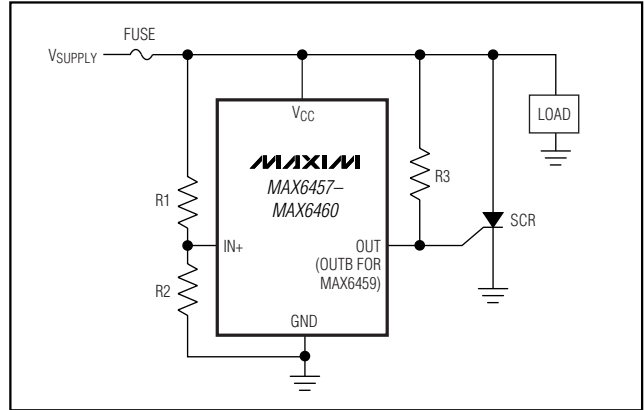 FUSE
VSUPPLY
VCC
LOAD
MAXIM
MAX6457–
MAX6460
R3
R1
SCR
IN+
OUT
(OUTB FOR
MAX6459)
R2
GND